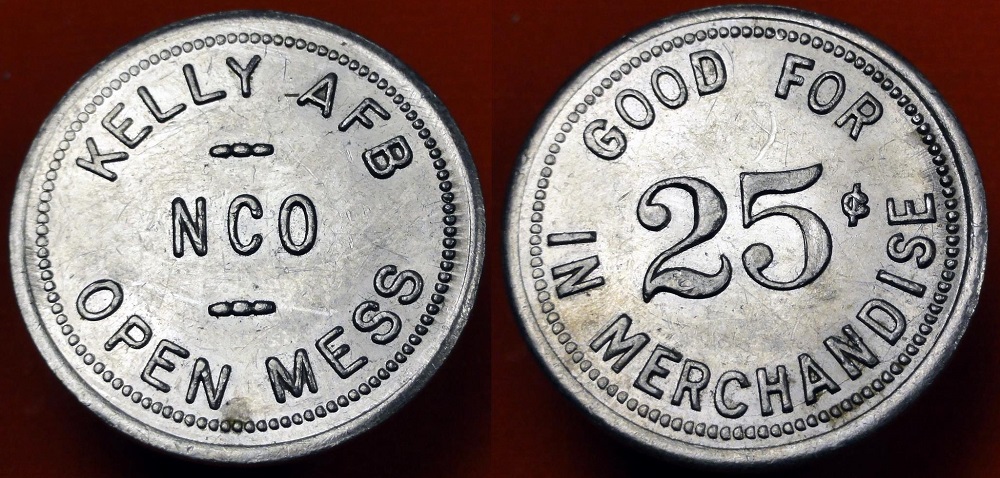 KELLY AFB
NCO
OPEN MESS
GOOD FOR
25¢
IN MERCHANDISE